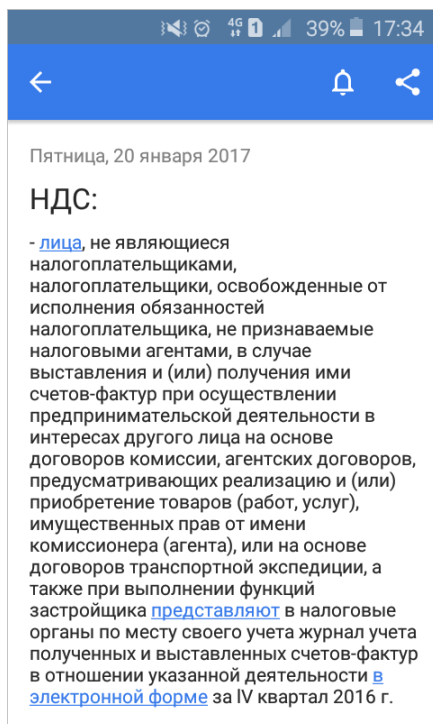 4G 1 39% 17:34
Пятница, 20 января 2017
НДС:
- лица, не являющиеся
налогоплательщиками,
налогоплательщики, освобожденные от
исполнения обязанностей
налогоплательщика, не признаваемые
налоговыми агентами, в случае
выставления и (или) получения ими
счетов-фактур при осуществлении
предпринимательской деятельности в
интересах другого лица на основе
договоров комиссии, агентских договоров,
предусматривающих реализацию и (или)
приобретение товаров (работ, услуг),
имущественных прав от имени
комиссионера (агента), или на основе
договоров транспортной экспедиции, а
также при выполнении функций
застройщика представляют в налоговые
органы по месту своего учета журнал учета
полученных и выставленных счетов-фактур
в отношении указанной деятельности в
электронной форме за IV квартал 2016 г.